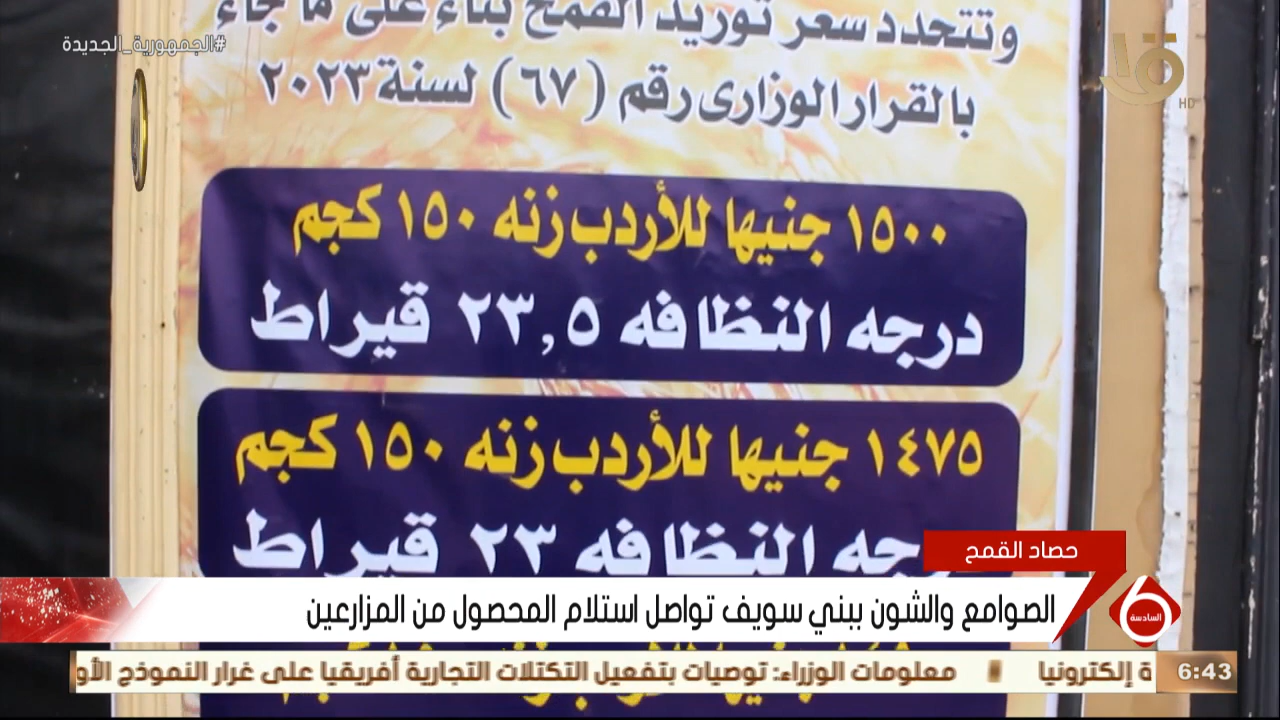 #الجمهورية_الجديدة
HD
وتتحدد سعر توريد القمح بناء على ما جاء
بالقرار الوزارى رقم (٦٧) لسنة ٢٠٢٣
١٥٠٠ جنيها للأردب زنه ١٥٠ كجم
درجه النظافه ٢٣,٥ قيراط
١٤٧٥ جنيها للأردب زنه ١٥٠ كجم
درجه النظافه ٢٣ قيراط
حصاد القمح
الصوامع والشون ببني سويف تواصل استلام المحصول من المزارعين
السادسة
6:43
ة إلكترونيا
معلومات الوزراء: توصيات بتفعيل التكتلات التجارية أفريقيا على غرار النموذج الأو